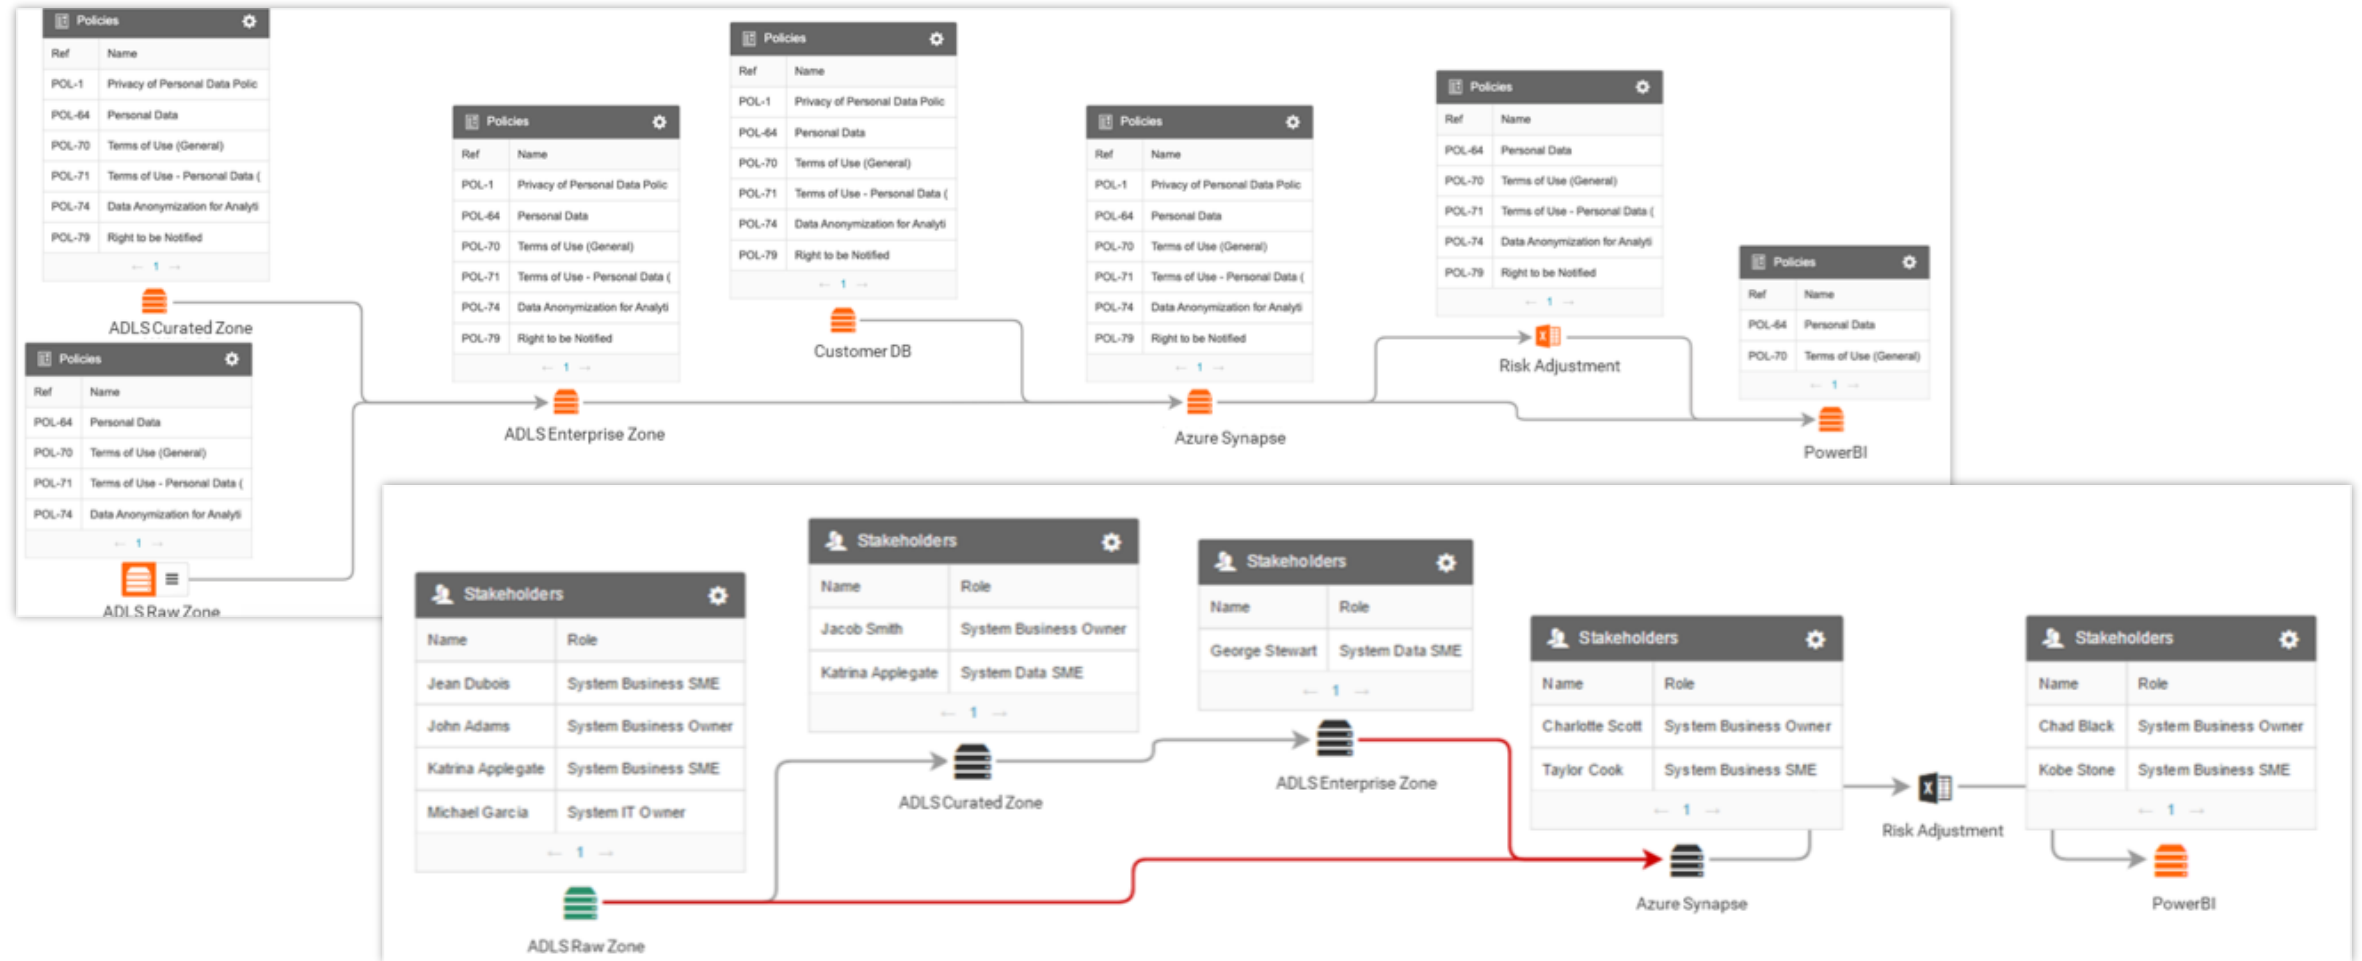 Policies
Ref Name
POL-1 Privacy of Personal Data Polic
POL-64 Personal Data
POL-70 Terms of Use (General)
POL-71 Terms of Use - Personal Data (
POL-74 Data Anonymization for Analyti
POL-79 Right to be Notified
← 1 →
ADLS Curated Zone
Policies
Ref Name
POL-64 Personal Data
POL-70 Terms of Use (General)
POL-71 Terms of Use - Personal Data (
POL-74 Data Anonymization for Analyti
← 1 →
ADLS Raw Zone
Policies
Ref Name
POL-1 Privacy of Personal Data Polic
POL-64 Personal Data
POL-70 Terms of Use (General)
POL-71 Terms of Use - Personal Data (
POL-74 Data Anonymization for Analyti
POL-79 Right to be Notified
← 1 →
ADLS Enterprise Zone
Policies
Ref Name
POL-1 Privacy of Personal Data Polic
POL-64 Personal Data
POL-70 Terms of Use (General)
POL-71 Terms of Use - Personal Data (
POL-74 Data Anonymization for Analyti
POL-79 Right to be Notified
← 1 →
Customer DB
Policies
Ref Name
POL-1 Privacy of Personal Data Polic
POL-64 Personal Data
POL-70 Terms of Use (General)
POL-71 Terms of Use - Personal Data (
POL-74 Data Anonymization for Analyti
POL-79 Right to be Notified
← 1 →
Azure Synapse
Policies
Ref Name
POL-64 Personal Data
POL-70 Terms of Use (General)
POL-71 Terms of Use - Personal Data (
POL-74 Data Anonymization for Analyti
POL-79 Right to be Notified
← 1 →
X
Risk Adjustment
Policies
Ref Name
POL-64 Personal Data
POL-70 Terms of Use (General)
← 1 →
PowerBI
Stakeholders
Name Role
Jean Dubois System Business SME
John Adams System Business Owner
Katrina Applegate System Business SME
Michael Garcia System IT Owner
← 1 →
ADLS Raw Zone
Stakeholders
Name Role
Jacob Smith System Business Owner
Katrina Applegate System Data SME
← 1 →
ADLS Curated Zone
Stakeholders
Name Role
George Stewart System Data SME
← 1 →
ADLS Enterprise Zone
Stakeholders
Name Role
Charlotte Scott System Business Owner
Taylor Cook System Business SME
← 1 →
Azure Synapse
X
Risk Adjustment
Stakeholders
Name Role
Chad Black System Business Owner
Kobe Stone System Business SME
← 1 →
PowerBI